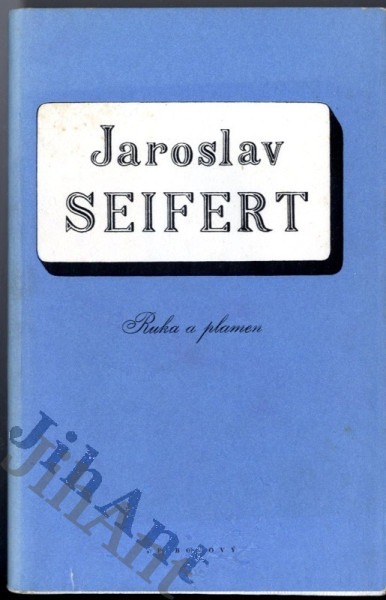 Jaroslav
SEIFERT
Ruka a plamen
JihAnt